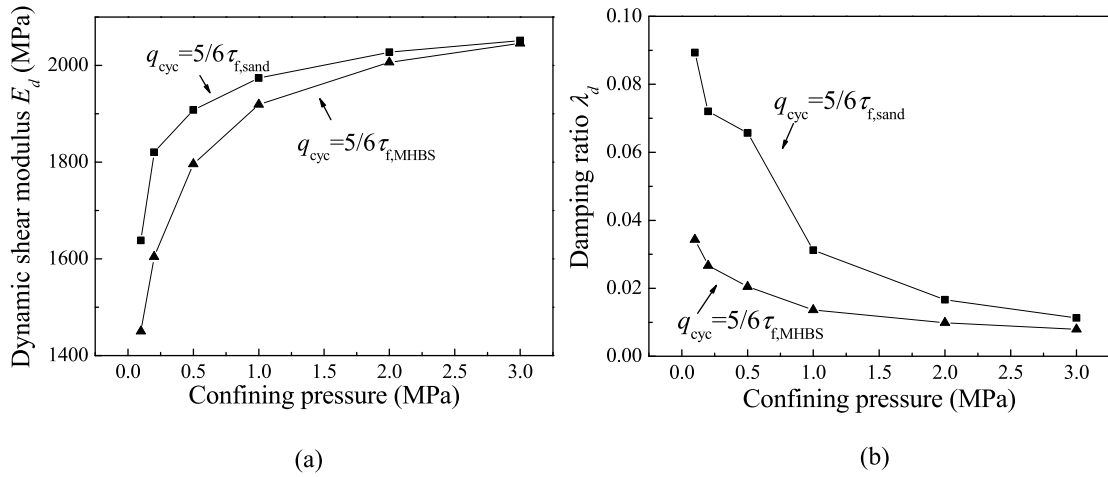 Dynamic shear modulus E_d (MPa)
2000
1800
1600
1400
q_cyc=5/6τ_f,sand
q_cyc=5/6τ_f,MHBS
0.0 0.5 1.0 1.5 2.0 2.5 3.0
Confining pressure (MPa)
(a)
Damping ratio λ_d
0.10
0.08
0.06
0.04
0.02
0.00
q_cyc=5/6τ_f,sand
q_cyc=5/6τ_f,MHBS
0.0 0.5 1.0 1.5 2.0 2.5 3.0
Confining pressure (MPa)
(b)